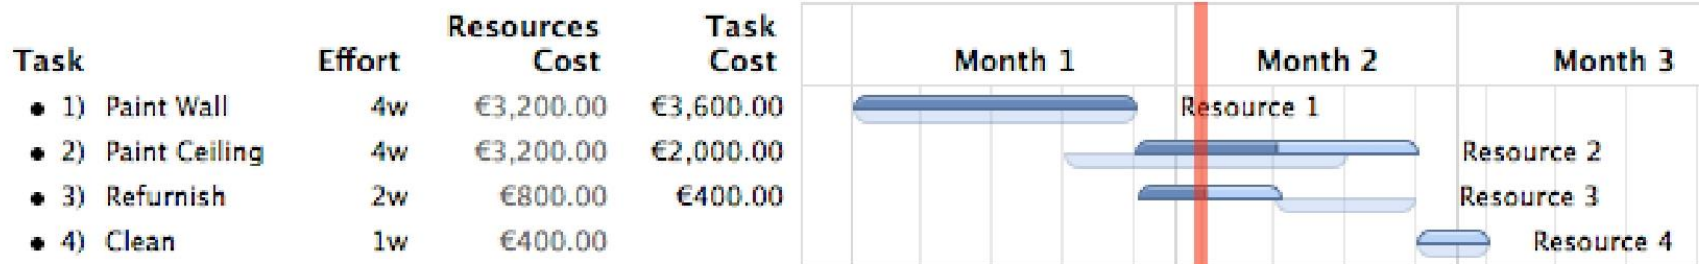 Resources Task
Task Effort Cost Cost Month 1 Month 2 Month 3
• 1) Paint Wall 4w €3,200.00 €3,600.00 Resource 1
• 2) Paint Ceiling 4w €3,200.00 €2,000.00 Resource 2
• 3) Refurnish 2w €800.00 €400.00 Resource 3
• 4) Clean 1w €400.00 Resource 4